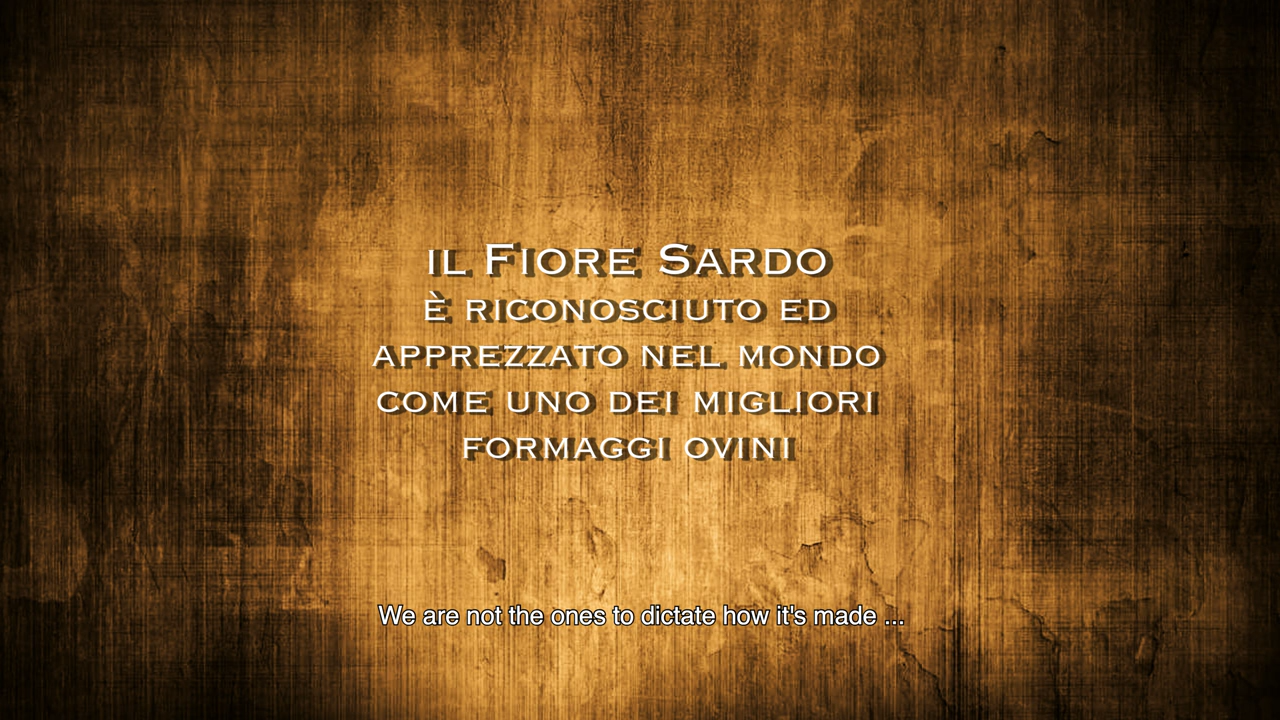 IL FIORE SARDO
È RICONOSCIUTO ED
APPREZZATO NEL MONDO
COME UNO DEI MIGLIORI
FORMAGGI OVINI
We are not the ones to dictate how it's made ...